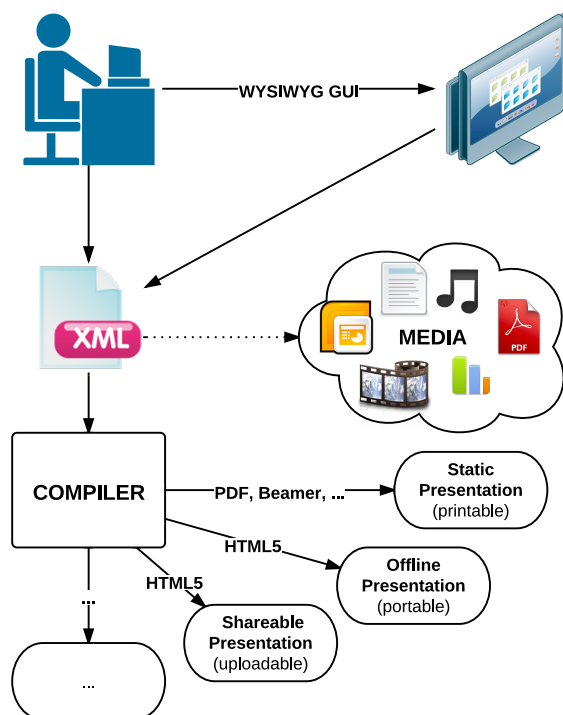 WYSIWYG GUI
XML
MEDIA
PDF
COMPILER
PDF, Beamer, ...
Static
Presentation
(printable)
HTML5
Offline
Presentation
(portable)
HTML5
Shareable
Presentation
(uploadable)
...
...